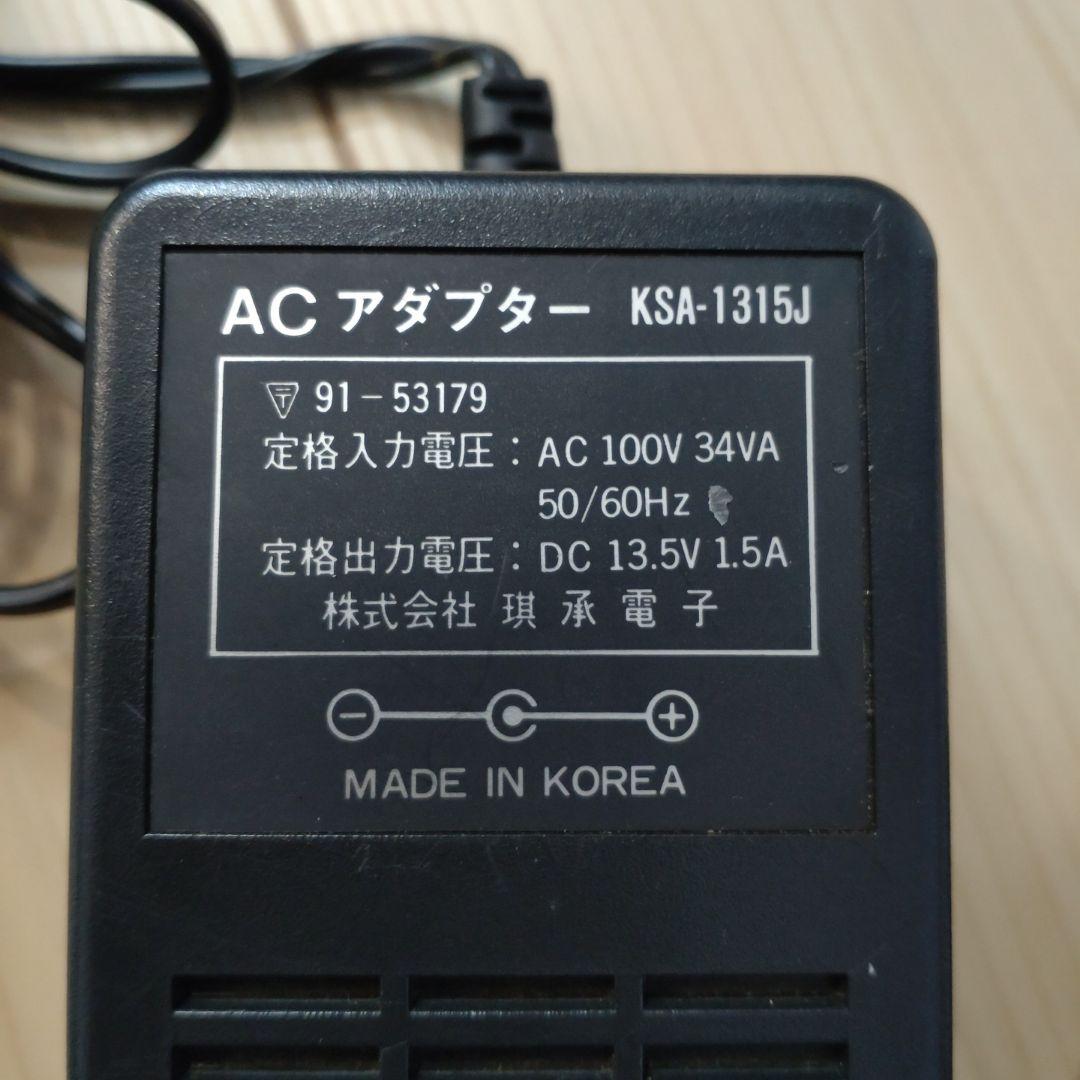 ACアダプター KSA-1315J
〒 91-53179
定格入力電圧：AC 100V 34VA
50/60Hz
定格出力電圧：DC 13.5V 1.5A
株式会社 琪承電子
MADE IN KOREA